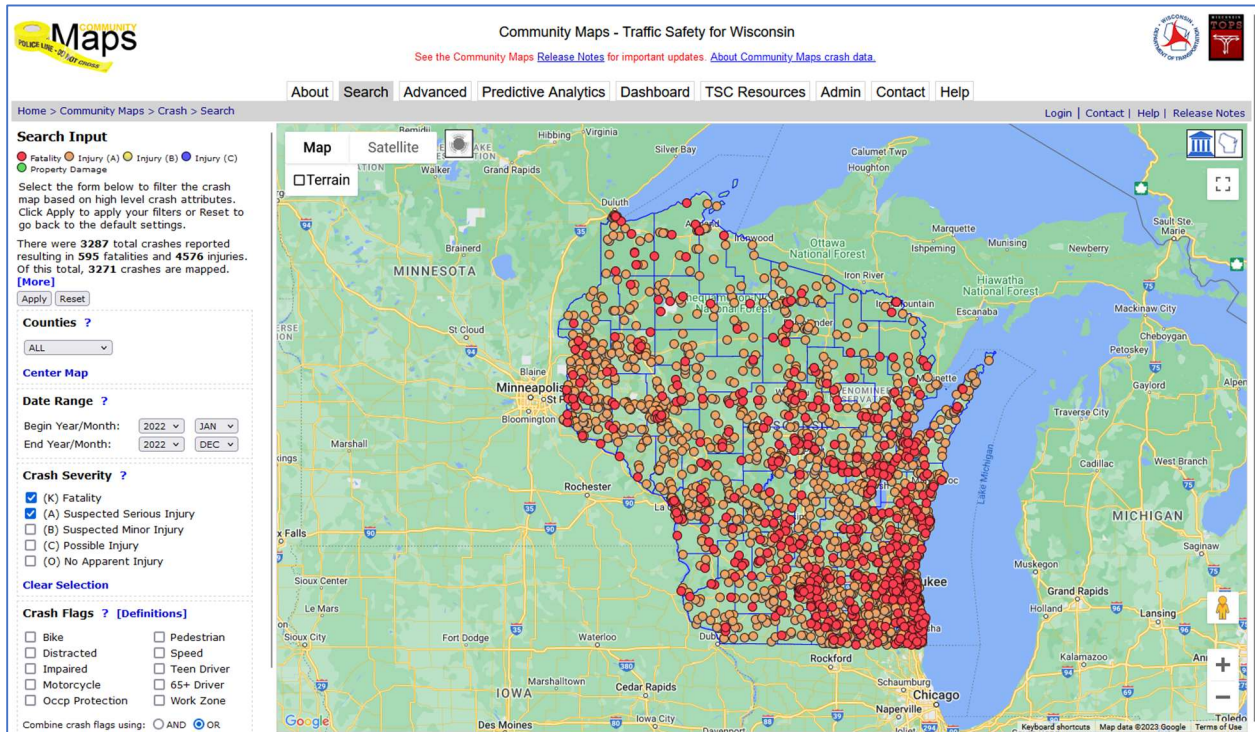 COMMUNITY
Maps
POLICE LINE - DO NOT CROSS
Community Maps - Traffic Safety for Wisconsin
See the Community Maps Release Notes for important updates. About Community Maps crash data.
WISCONSIN
DEPARTMENT OF TRANSPORTATION
WISCONSIN
TOPS
About Search Advanced Predictive Analytics Dashboard TSC Resources Admin Contact Help
Home > Community Maps > Crash > Search
Login | Contact | Help | Release Notes
Search Input
Fatality Injury (A) Injury (B) Injury (C)
Property Damage
Select the form below to filter the crash
map based on high level crash attributes.
Click Apply to apply your filters or Reset to
go back to the default settings.
There were 3287 total crashes reported
resulting in 595 fatalities and 4576 injuries.
Of this total, 3271 crashes are mapped.
[More]
Apply Reset
Counties ?
ALL
Center Map
Date Range ?
Begin Year/Month: 2022 JAN
End Year/Month: 2022 DEC
Crash Severity ?
(K) Fatality
(A) Suspected Serious Injury
(B) Suspected Minor Injury
(C) Possible Injury
(O) No Apparent Injury
Clear Selection
Crash Flags ? [Definitions]
Bike Pedestrian
Distracted Speed
Impaired Teen Driver
Motorcycle 65+ Driver
Occp Protection Work Zone
Combine crash flags using: AND OR
Map Satellite
Terrain
Bemidji
Hibbing
Virginia
Walker
Grand Rapids
Silver Bay
Calumet Twp
Houghton
Duluth
Ironwood
Ottawa
National Forest
Marquette
Ishpeming
Munising
Newberry
Sault Ste.
Marie
Brainerd
MINNESOTA
Iron River
Hiawatha
National Forest
Escanaba
Mackinaw City
Cheboygan
Petoskey
St Cloud
Blaine
Minneapolis
Bloomington
Gaylord
Alpen
Traverse City
Marshall
Cadillac
West Branch
Rochester
Lake Michigan
MICHIGAN
Saginaw
Sioux Center
Muskegon
Grand Rapids
Holland
Lansing
Le Mars
Sioux City
Fort Dodge
Waterloo
Rockford
Kalamazoo
Marshalltown
Cedar Rapids
IOWA
Schaumburg
Chicago
Naperville
Joliet
Iowa City
Des Moines
Davenport
Toledo
Google
Keyboard shortcuts Map data ©2023 Google Terms of Use